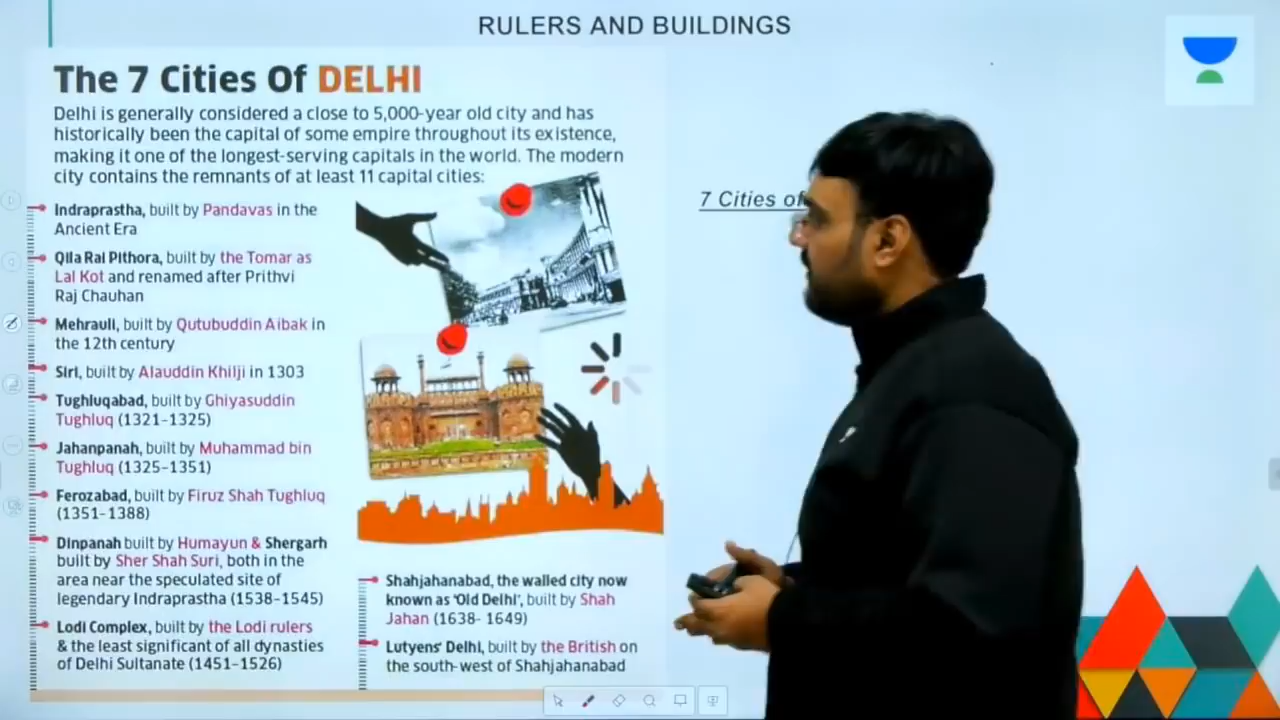 RULERS AND BUILDINGS
The 7 Cities Of DELHI
Delhi is generally considered a close to 5,000-year old city and has
historically been the capital of some empire throughout its existence,
making it one of the longest-serving capitals in the world. The modern
city contains the remnants of at least 11 capital cities:
Indraprastha, built by Pandavas in the
Ancient Era
Qila Rai Pithora, built by the Tomar as
Lal Kot and renamed after Prithvi
Raj Chauhan
Mehrauli, built by Qutubuddin Aibak in
the 12th century
Siri, built by Alauddin Khilji in 1303
Tughluqabad, built by Ghiyasuddin
Tughluq (1321-1325)
Jahanpanah, built by Muhammad bin
Tughluq (1325-1351)
Ferozabad, built by Firuz Shah Tughluq
(1351-1388)
Dinpanah built by Humayun & Shergarh
built by Sher Shah Suri, both in the
area near the speculated site of
legendary Indraprastha (1538-1545)
Lodi Complex, built by the Lodi rulers
& the least significant of all dynasties
of Delhi Sultanate (1451-1526)
Shahjahanabad, the walled city now
known as 'Old Delhi', built by Shah
Jahan (1638- 1649)
Lutyens' Delhi, built by the British on
the south-west of Shahjahanabad
7 Cities of